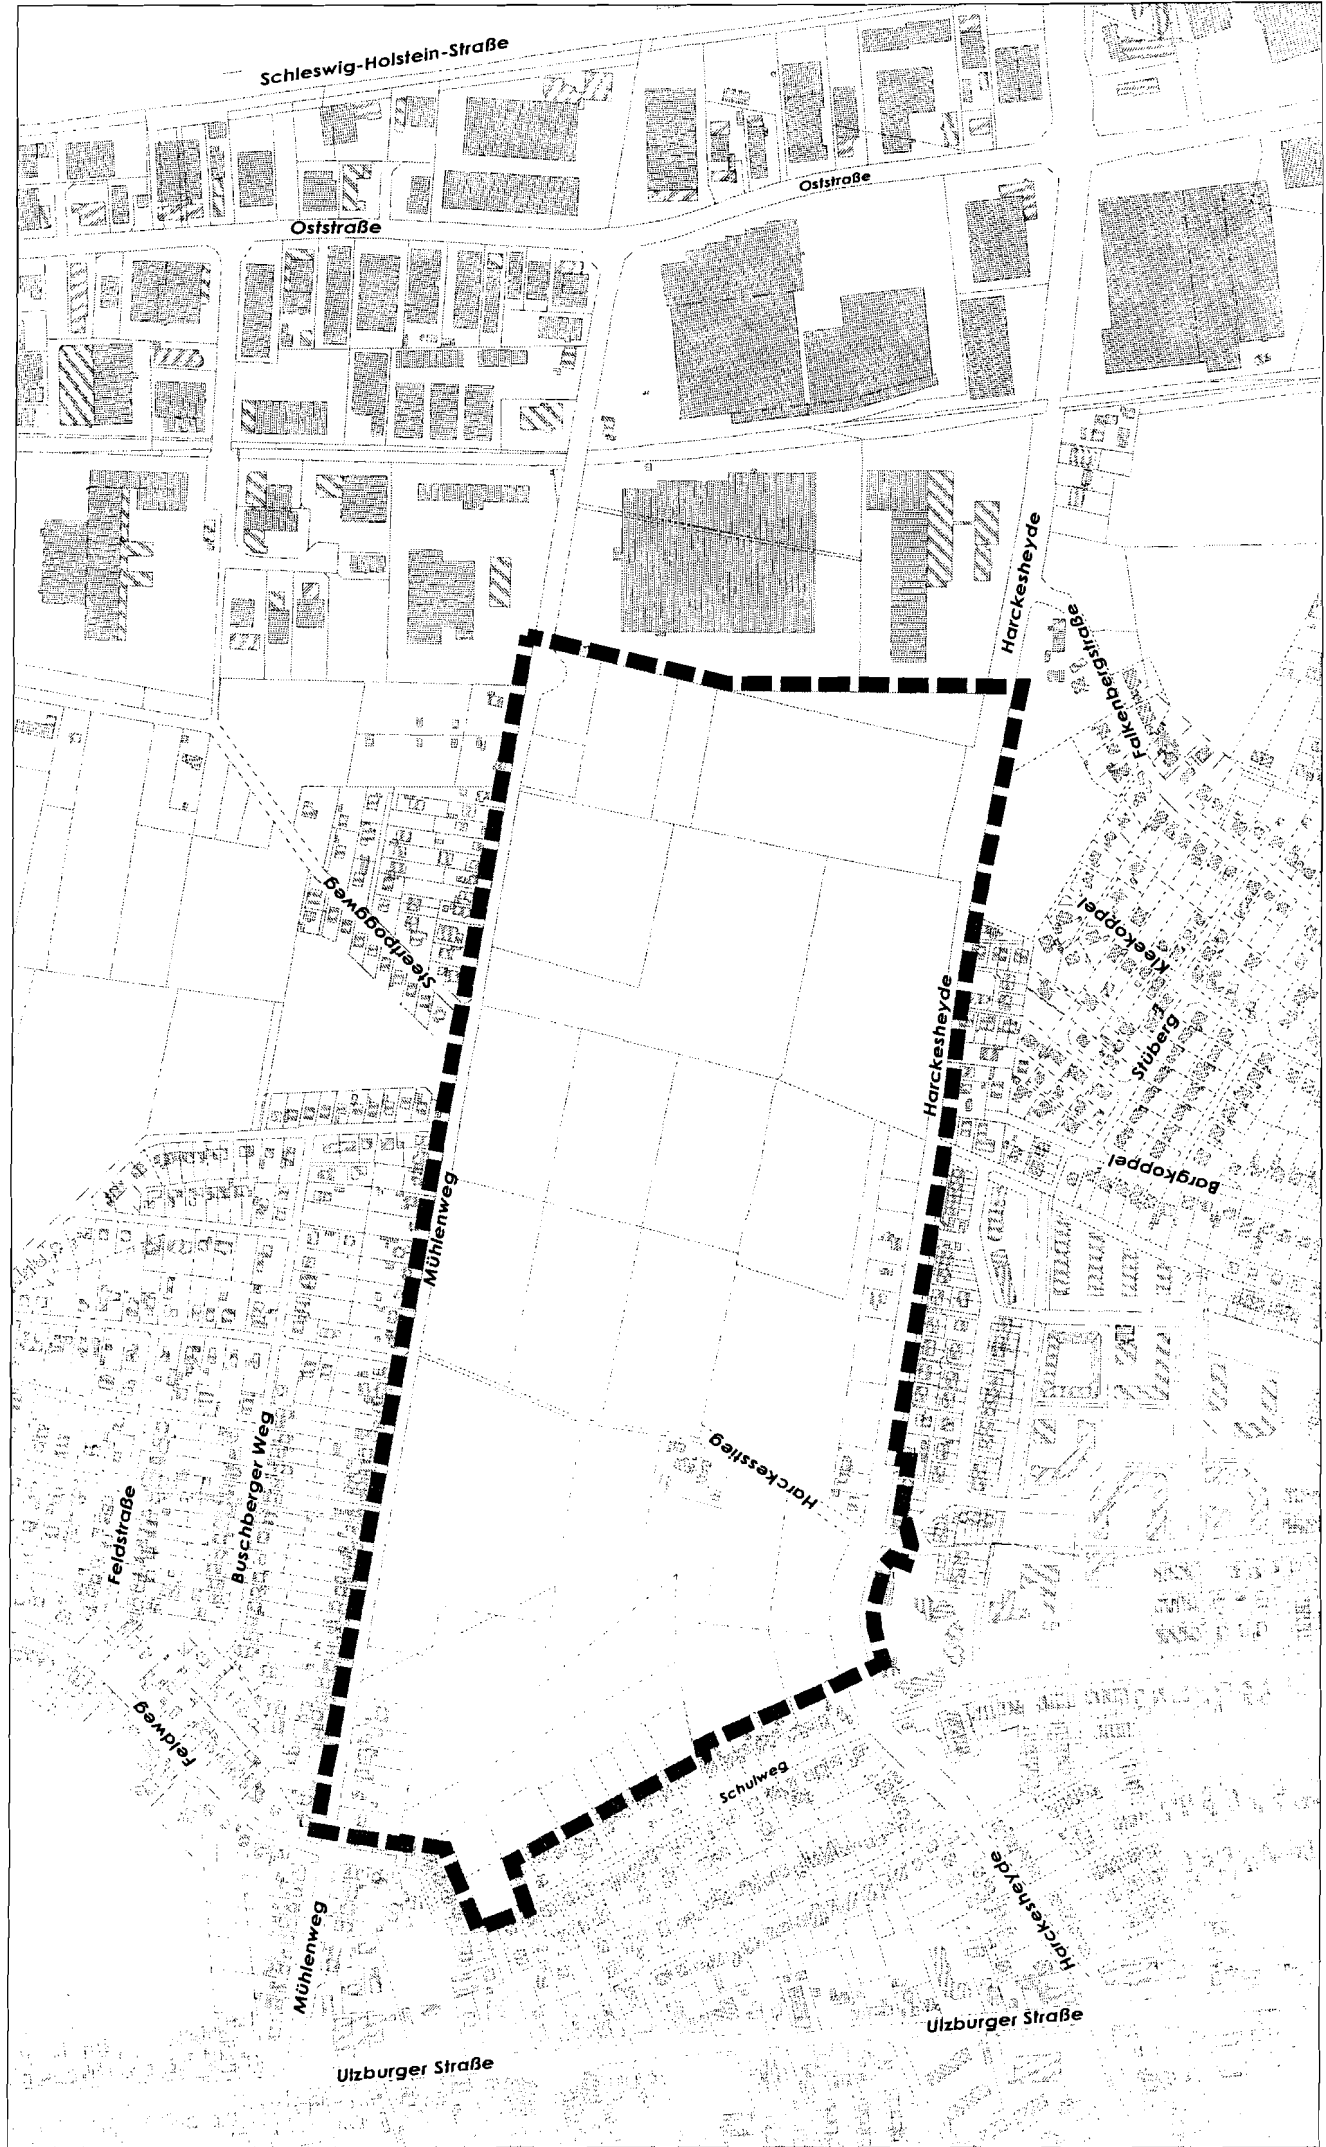 Schleswig-Holstein-Straße
Oststraße
Oststraße
Harckesheyde
Falkenbergstraße
Steertpoggweg
Kleekoppel
Harckesheyde
Stüberg
Bargkoppel
Mühlenweg
Harckesstieg
Buschberger Weg
Feldstraße
Feldweg
Schulweg
Harckesheyde
Mühlenweg
Ulzburger Straße
Ulzburger Straße